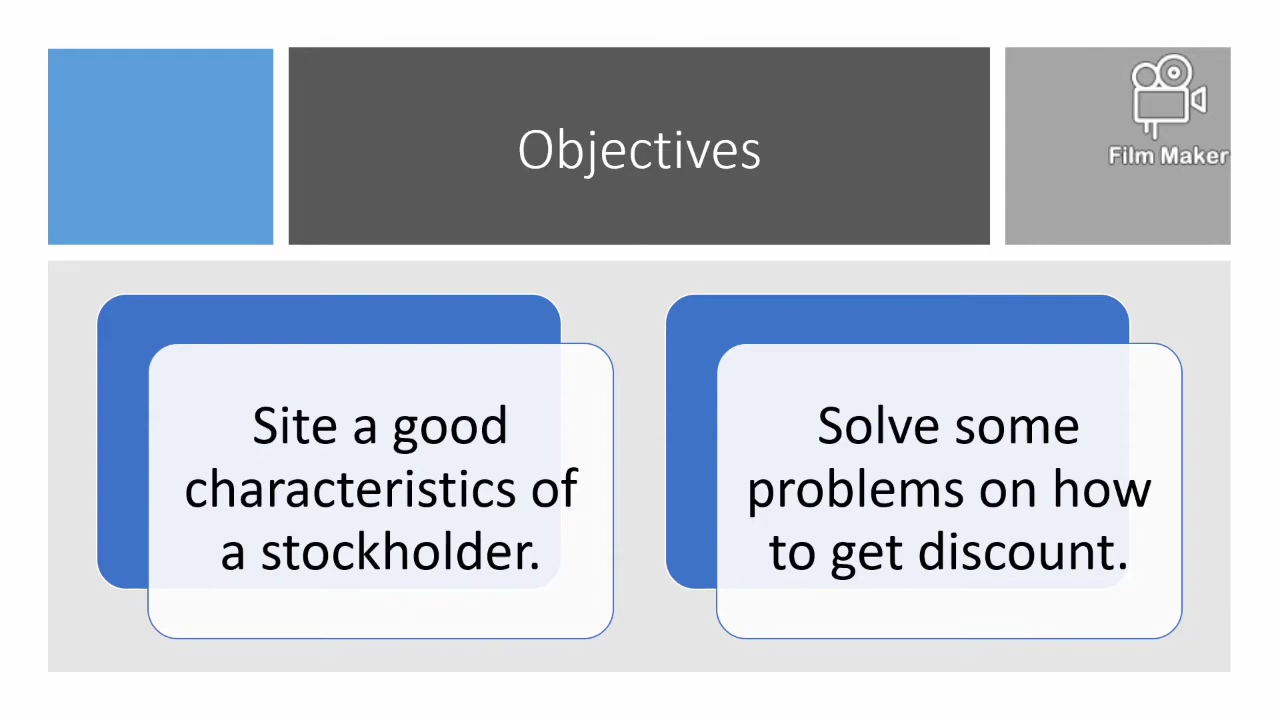 Objectives
Film Maker
Site a good
characteristics of
a stockholder.
Solve some
problems on how
to get discount.